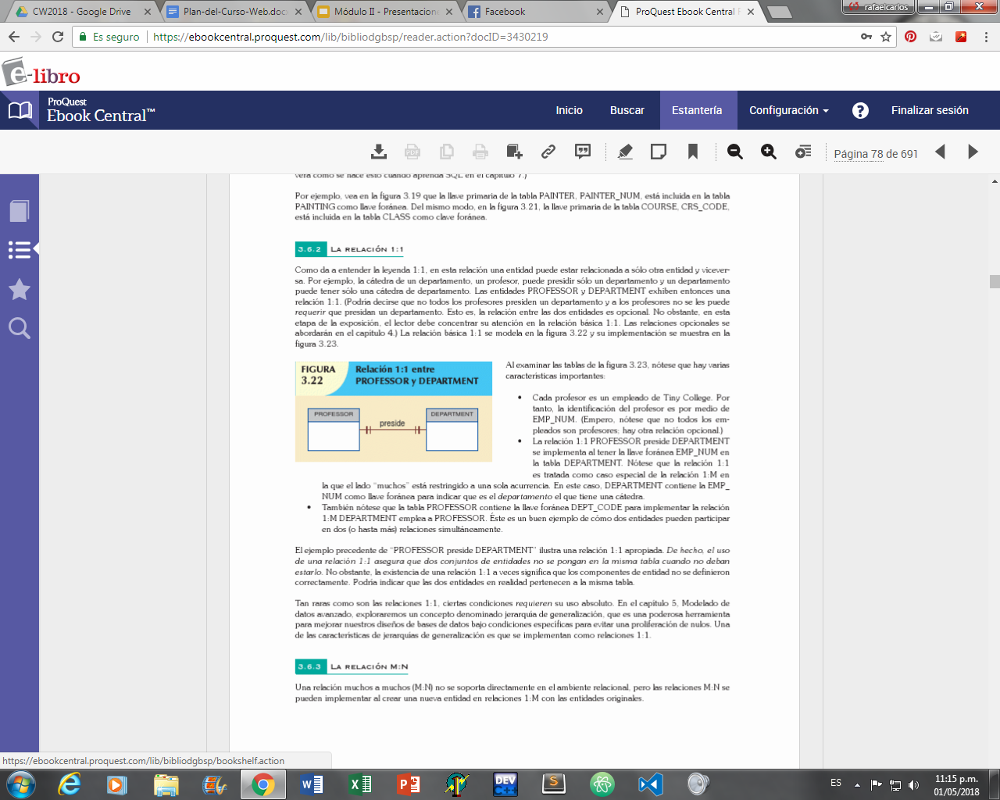 CW2018 - Google Drive
Plan-del-Curso-Web.docx
Módulo II - Presentacione
Facebook
ProQuest Ebook Central
rafaelcarlos
Es seguro
https://ebookcentral.proquest.com/lib/bibliodgbsp/reader.action?docID=3430219
e-libro
ProQuest
Ebook Central™
Inicio
Buscar
Estantería
Configuración
Finalizar sesión
Página 78 de 691
verá cómo se hace esto cuando aprenda SQL en el capítulo 7.)
Por ejemplo, vea en la figura 3.19 que la llave primaria de la tabla PAINTER, PAINTER_NUM, está incluida en la tabla
PAINTING como llave foránea. Del mismo modo, en la figura 3.21, la llave primaria de la tabla COURSE, CRS_CODE,
está incluida en la tabla CLASS como clave foránea.
3.6.2 LA RELACIÓN 1:1
Como da a entender la leyenda 1:1, en esta relación una entidad puede estar relacionada a sólo otra entidad y vicever-
sa. Por ejemplo, la cátedra de un departamento, un profesor, puede presidir sólo un departamento y un departamento
puede tener sólo una cátedra de departamento. Las entidades PROFESSOR y DEPARTMENT exhiben entonces una
relación 1:1. (Podría decirse que no todos los profesores presiden un departamento y a los profesores no se les puede
requerir que presidan un departamento. Esto es, la relación entre las dos entidades es opcional. No obstante, en esta
etapa de la exposición, el lector debe concentrar su atención en la relación básica 1:1. Las relaciones opcionales se
abordarán en el capítulo 4.) La relación básica 1:1 se modela en la figura 3.22 y su implementación se muestra en la
figura 3.23.
FIGURA
3.22
Relación 1:1 entre
PROFESSOR y DEPARTMENT
PROFESSOR
preside
DEPARTMENT
Al examinar las tablas de la figura 3.23, nótese que hay varias
características importantes:
• Cada profesor es un empleado de Tiny College. Por
tanto, la identificación del profesor es por medio de
EMP_NUM. (Empero, nótese que no todos los em-
pleados son profesores; hay otra relación opcional.)
• La relación 1:1 PROFESSOR preside DEPARTMENT
se implementa al tener la llave foránea EMP_NUM en
la tabla DEPARTMENT. Nótese que la relación 1:1
es tratada como caso especial de la relación 1:M en
la que el lado “muchos” está restringido a una sola acurrencia. En este caso, DEPARTMENT contiene la EMP_
NUM como llave foránea para indicar que es el departamento el que tiene una cátedra.
• También nótese que la tabla PROFESSOR contiene la llave foránea DEPT_CODE para implementar la relación
1:M DEPARTMENT emplea a PROFESSOR. Éste es un buen ejemplo de cómo dos entidades pueden participar
en dos (o hasta más) relaciones simultáneamente.
El ejemplo precedente de “PROFESSOR preside DEPARTMENT” ilustra una relación 1:1 apropiada. De hecho, el uso
de una relación 1:1 asegura que dos conjuntos de entidades no se pongan en la misma tabla cuando no deban
estarlo. No obstante, la existencia de una relación 1:1 a veces significa que los componentes de entidad no se definieron
correctamente. Podría indicar que las dos entidades en realidad pertenecen a la misma tabla.
Tan raras como son las relaciones 1:1, ciertas condiciones requieren su uso absoluto. En el capítulo 5, Modelado de
datos avanzado, exploraremos un concepto denominado jerarquía de generalización, que es una poderosa herramienta
para mejorar nuestros diseños de bases de datos bajo condiciones específicas para evitar una proliferación de nulos. Una
de las características de jerarquías de generalización es que se implementan como relaciones 1:1.
3.6.3 LA RELACIÓN M:N
Una relación muchos a muchos (M:N) no se soporta directamente en el ambiente relacional, pero las relaciones M:N se
pueden implementar al crear una nueva entidad en relaciones 1:M con las entidades originales.
https://ebookcentral.proquest.com/lib/bibliodgbsp/bookshelf.action
DEV
C++
ES
11:15 p.m.
01/05/2018